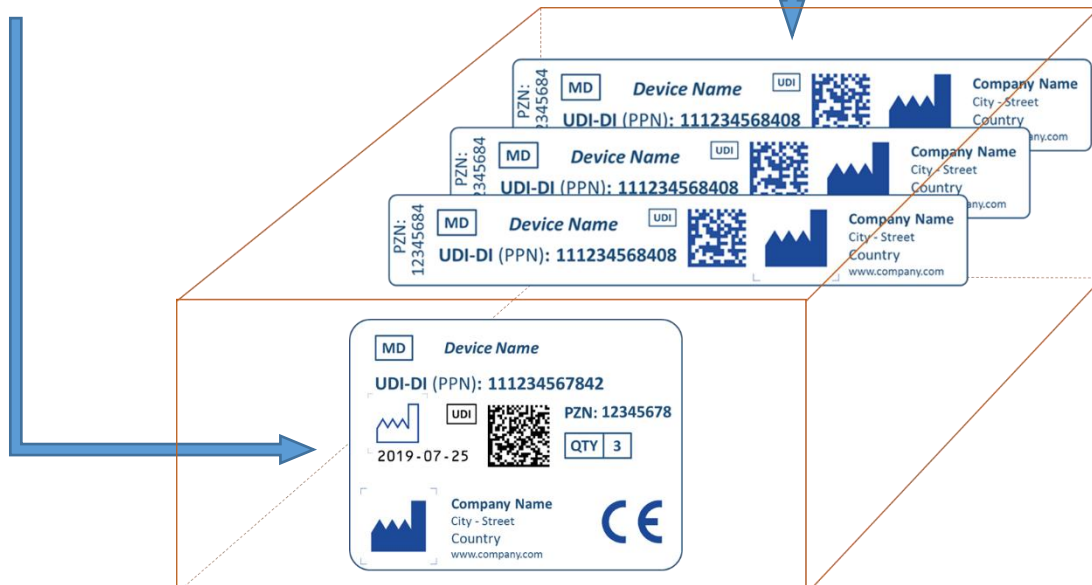 PZN:
12345684
MD
Device Name
UDI
UDI-DI (PPN): 111234568408
Company Name
City - Street
Country
PZN:
12345684
MD
Device Name
UDI
UDI-DI (PPN): 111234568408
Company Name
City - Street
Country
PZN:
12345684
MD
Device Name
UDI
UDI-DI (PPN): 111234568408
Company Name
City - Street
Country
www.company.com
MD
Device Name
UDI-DI (PPN): 111234567842
UDI
PZN: 12345678
QTY 3
2019-07-25
Company Name
City - Street
Country
www.company.com
CE